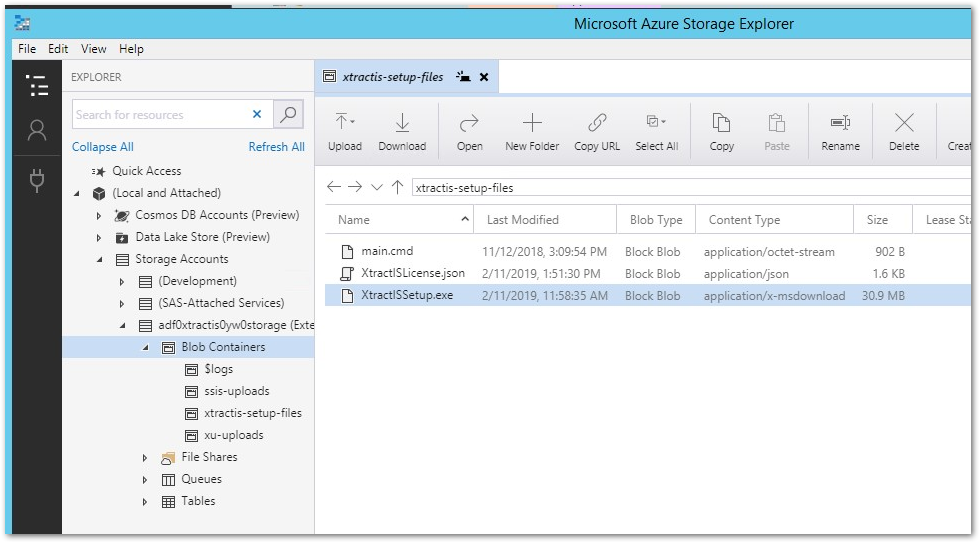 Microsoft Azure Storage Explorer
File Edit View Help
EXPLORER
Search for resources
Collapse All Refresh All
Quick Access
(Local and Attached)
Cosmos DB Accounts (Preview)
Data Lake Store (Preview)
Storage Accounts
(Development)
(SAS-Attached Services)
adf0xtractis0yw0storage (Exte
Blob Containers
$logs
ssis-uploads
xtractis-setup-files
xu-uploads
File Shares
Queues
Tables
xtractis-setup-files
Upload Download Open New Folder Copy URL Select All Copy Paste Rename Delete Creat
xtractis-setup-files
Name Last Modified Blob Type Content Type Size Lease Sta
main.cmd 11/12/2018, 3:09:54 PM Block Blob application/octet-stream 902 B
XtractISLicense.json 2/11/2019, 1:51:30 PM Block Blob application/json 1.6 KB
XtractISSetup.exe 2/11/2019, 11:58:35 AM Block Blob application/x-msdownload 30.9 MB